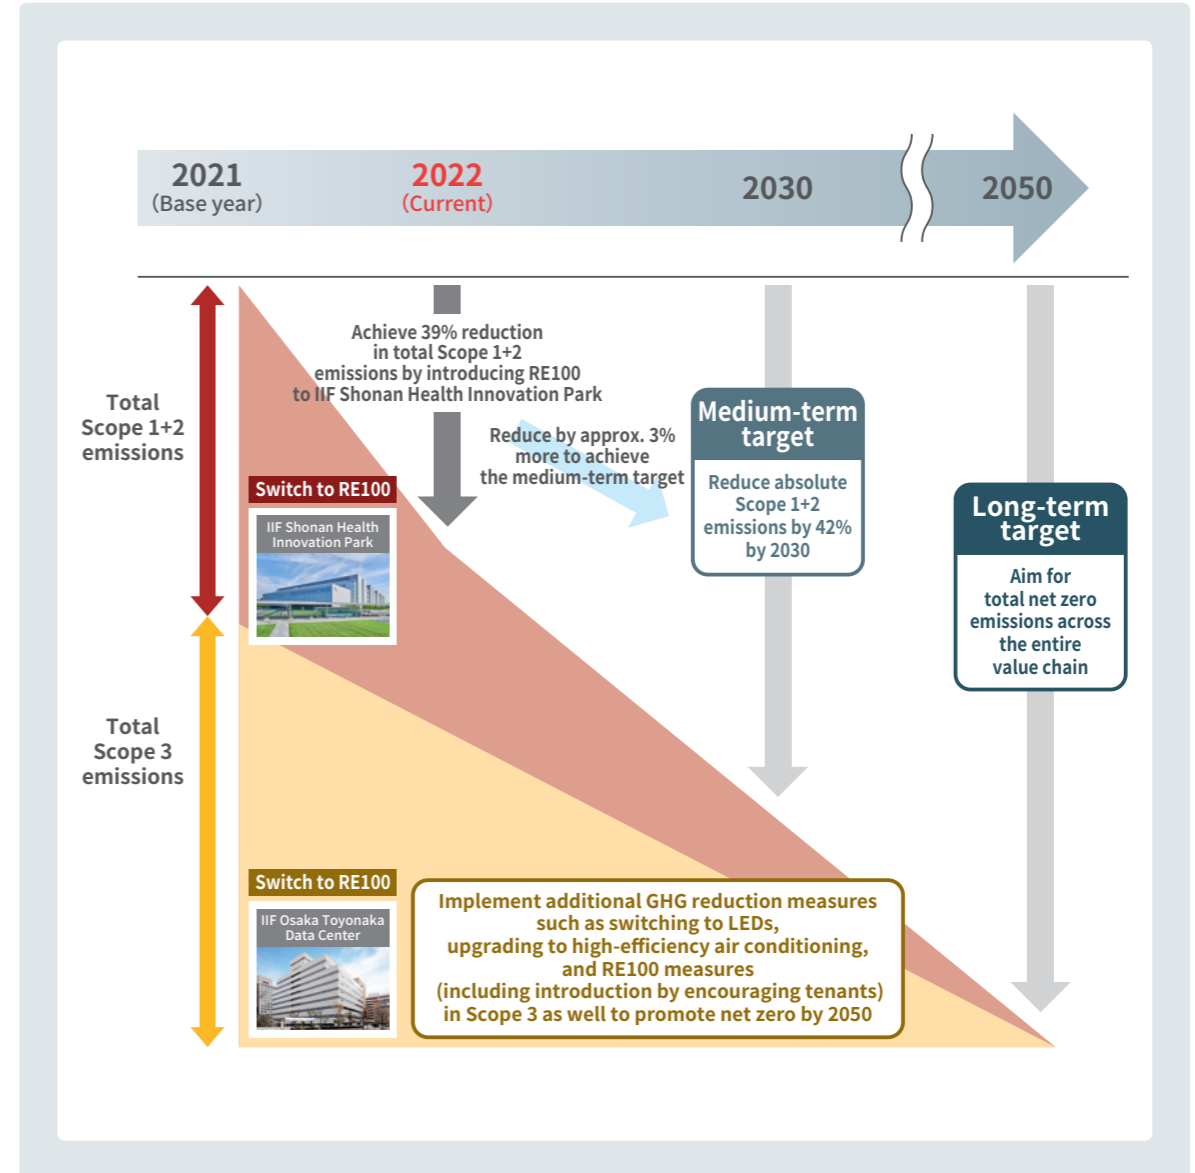 2021
（Base year）
2022
（Current）
2030
2050
Achieve 39% reduction
in total Scope 1+2
emissions by introducing RE100
to IIF Shonan Health Innovation Park
Total
Scope 1+2
emissions
Reduce by approx. 3%
more to achieve
the medium-term target
Medium-term
target
Reduce absolute
Scope 1+2
emissions by 42%
by 2030
Long-term
target
Aim for
total net zero
emissions across
the entire
value chain
Switch to RE100
IIF Shonan Health
Innovation Park
Total
Scope 3
emissions
Switch to RE100
IIF Osaka Toyonaka
Data Center
Implement additional GHG reduction measures
such as switching to LEDs,
upgrading to high-efficiency air conditioning,
and RE100 measures
(including introduction by encouraging tenants)
in Scope 3 as well to promote net zero by 2050